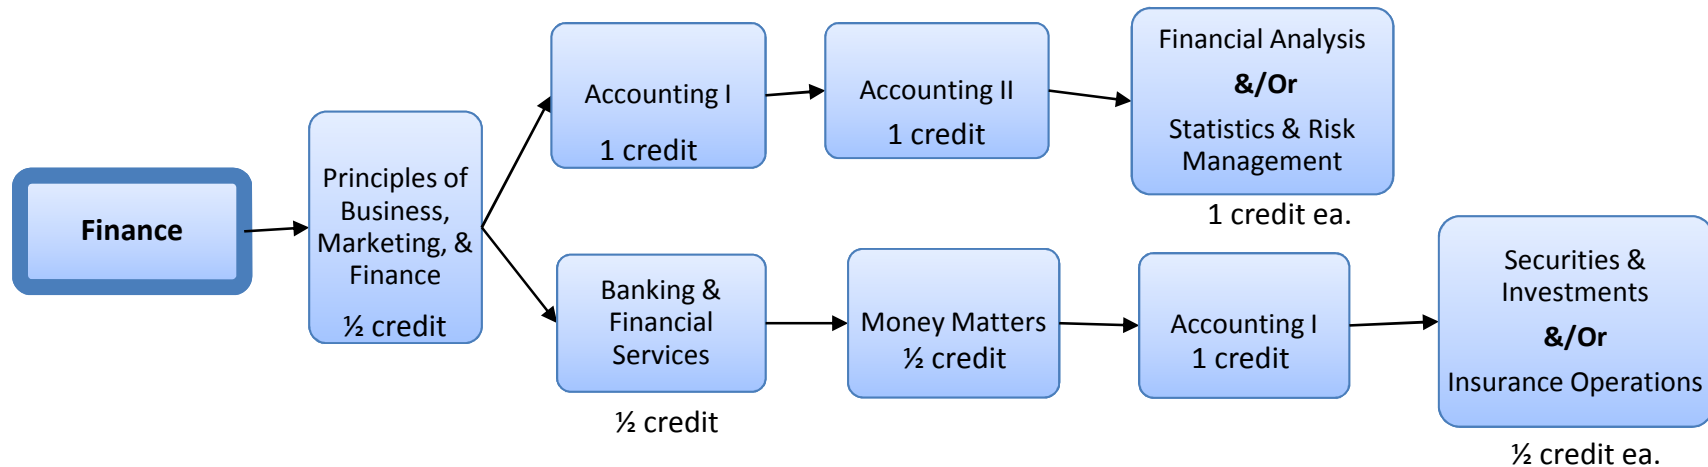 Finance
Principles of
Business,
Marketing, &
Finance
½ credit
Accounting I
1 credit
Accounting II
1 credit
Financial Analysis
&/Or
Statistics & Risk
Management
1 credit ea.
Banking &
Financial
Services
½ credit
Money Matters
½ credit
Accounting I
1 credit
Securities &
Investments
&/Or
Insurance Operations
½ credit ea.